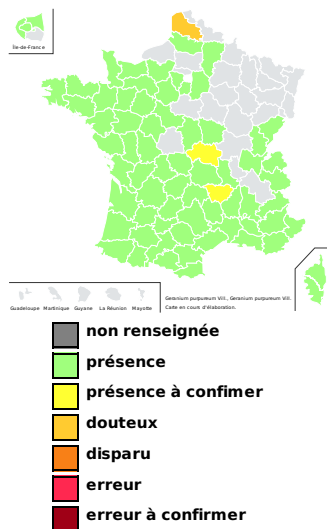 Île-de-France
Guadeloupe Martinique Guyane La Réunion Mayotte
Geranium purpureum Vill., Geranium purpureum Vill.
Carte en cours d'élaboration.
non renseignée
présence
présence à confimer
douteux
disparu
erreur
erreur à confirmer